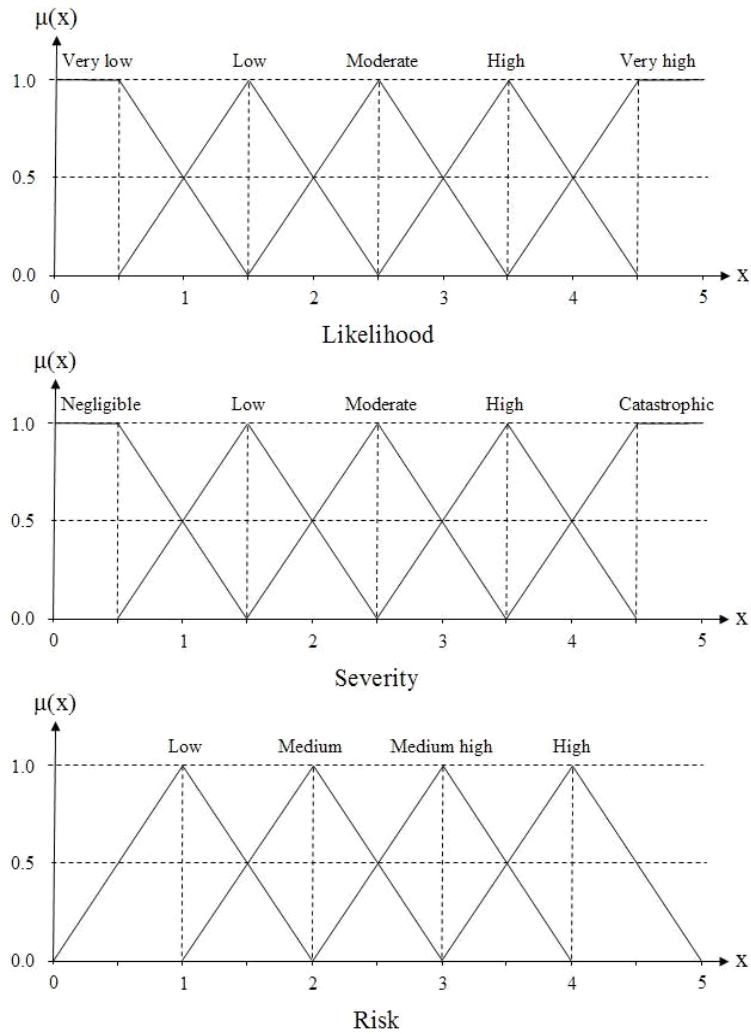 μ(x)
Very low Low Moderate High Very high
1.0
0.5
0.0
0 1 2 3 4 5 x
Likelihood
μ(x)
Negligible Low Moderate High Catastrophic
1.0
0.5
0.0
0 1 2 3 4 5 x
Severity
μ(x)
Low Medium Medium high High
1.0
0.5
0.0
0 1 2 3 4 5 x
Risk